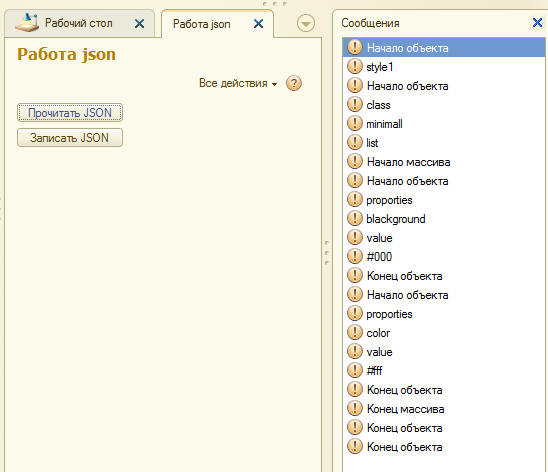 Рабочий стол
Работа json
Работа json
Все действия
?
Прочитать JSON
Записать JSON
Сообщения
Начало объекта
style1
Начало объекта
class
minimall
list
Начало массива
Начало объекта
proporties
blackground
value
#000
Конец объекта
Начало объекта
proporties
color
value
#fff
Конец объекта
Конец массива
Конец объекта
Конец объекта